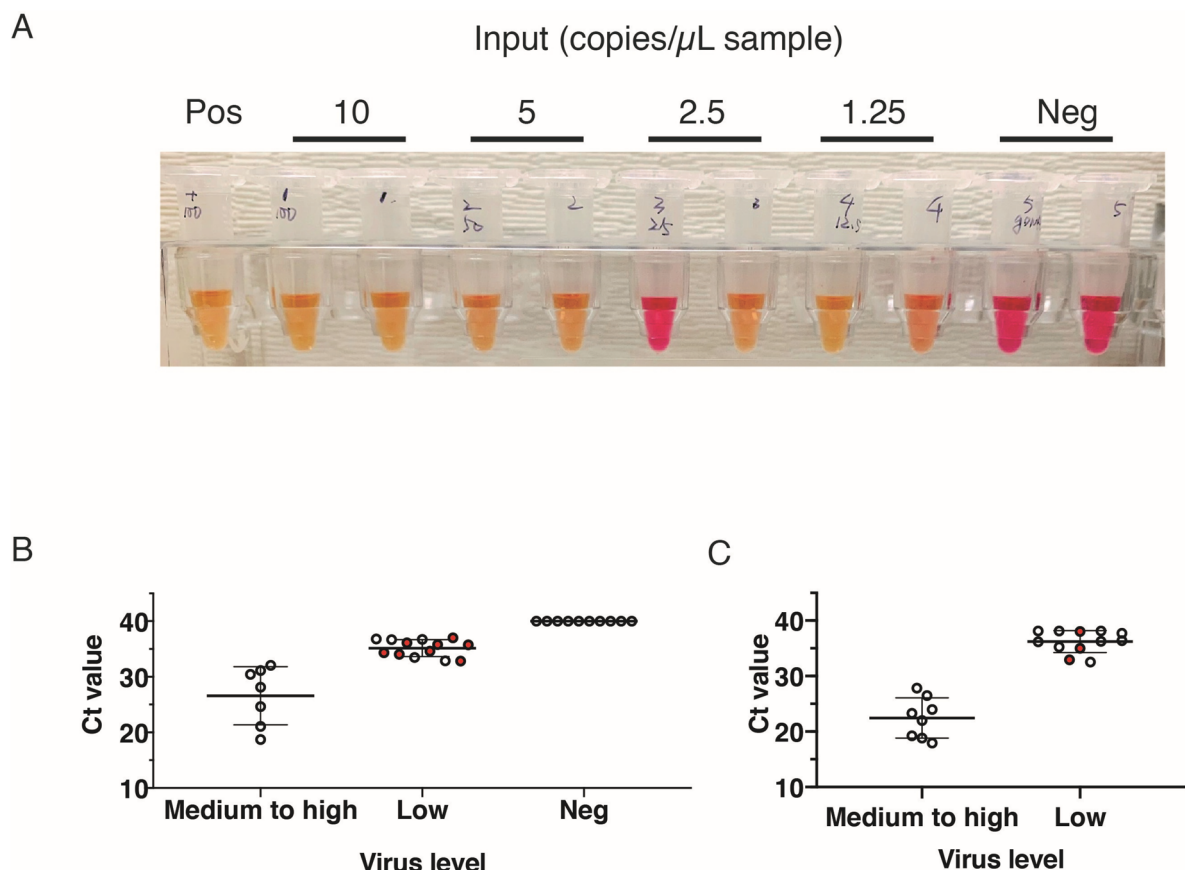 A
Input (copies/µL sample)
Pos 10 5 2.5 1.25 Neg
+ 1 1. 2 2 3 3 4 4 5 5
100 100 50 25 12.5
B
Ct value
40
30
20
10
Medium to high Low Neg
Virus level
C
Ct value
40
30
20
10
Medium to high Low
Virus level